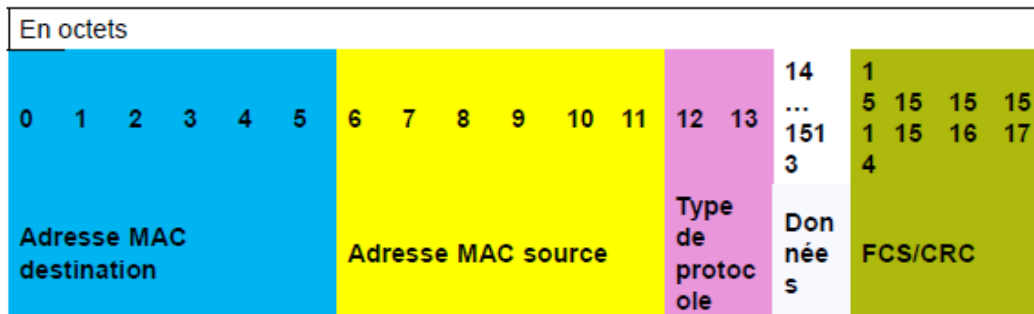 En octets
0 1 2 3 4 5 6 7 8 9 10 11 12 13 14 ... 151 3 1 5 1 4 15 15 15 16 15 17
Adresse MAC destination
Adresse MAC source
Type de protoc ole
Don née s
FCS/CRC